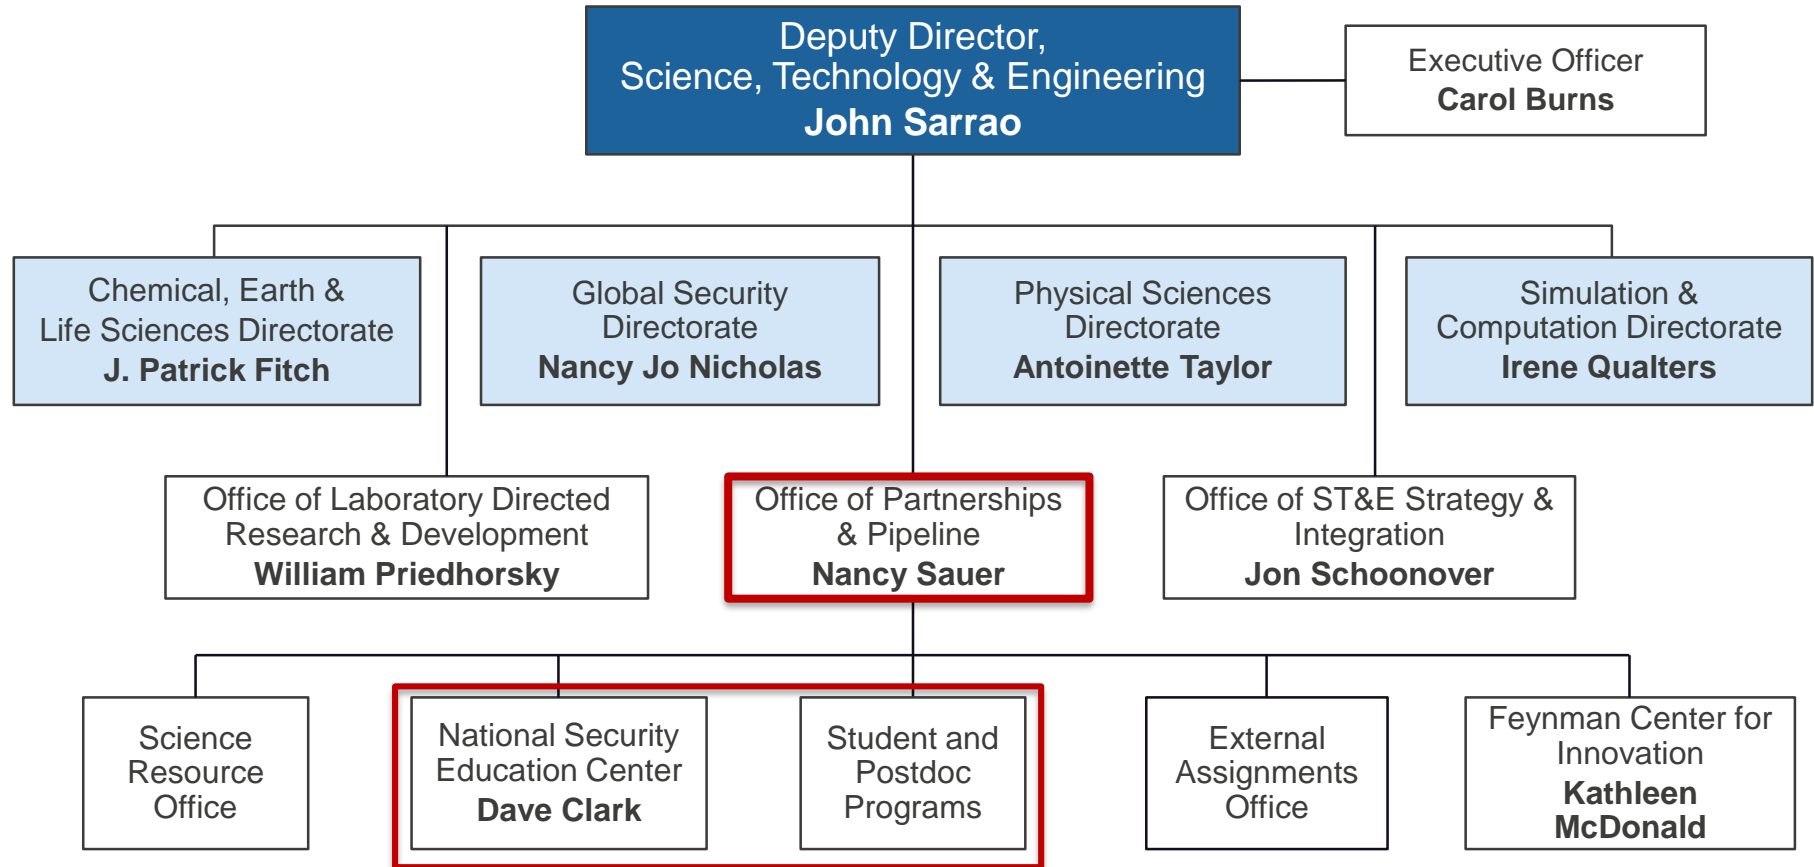 Deputy Director,
Science, Technology & Engineering
John Sarrao
Executive Officer
Carol Burns
Chemical, Earth &
Life Sciences Directorate
J. Patrick Fitch
Global Security
Directorate
Nancy Jo Nicholas
Physical Sciences
Directorate
Antoinette Taylor
Simulation &
Computation Directorate
Irene Qualters
Office of Laboratory Directed
Research & Development
William Priedhorsky
Office of Partnerships
& Pipeline
Nancy Sauer
Office of ST&E Strategy &
Integration
Jon Schoonover
Science
Resource
Office
National Security
Education Center
Dave Clark
Student and
Postdoc
Programs
External
Assignments
Office
Feynman Center for
Innovation
Kathleen
McDonald